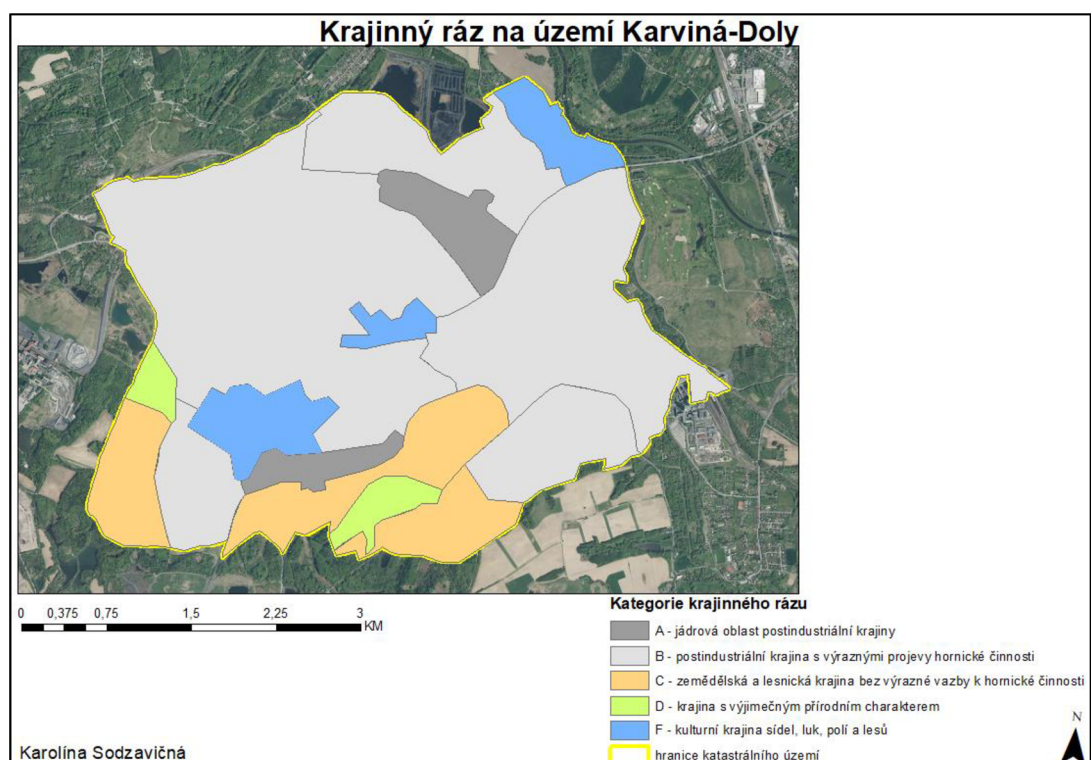 Krajinný ráz na území Karviná-Doly
0 0,375 0,75 1,5 2,25 3
KM
Kategorie krajinného rázu
A - jádrová oblast postindustriální krajiny
B - postindustriální krajina s výraznými projevy hornické činnosti
C - zemědělská a lesnická krajina bez výrazné vazby k hornické činnosti
D - krajina s výjimečným přírodním charakterem
F - kulturní krajina sídel, luk, polí a lesů
hranice katastrálního území
N
Karolína Sodzavičná